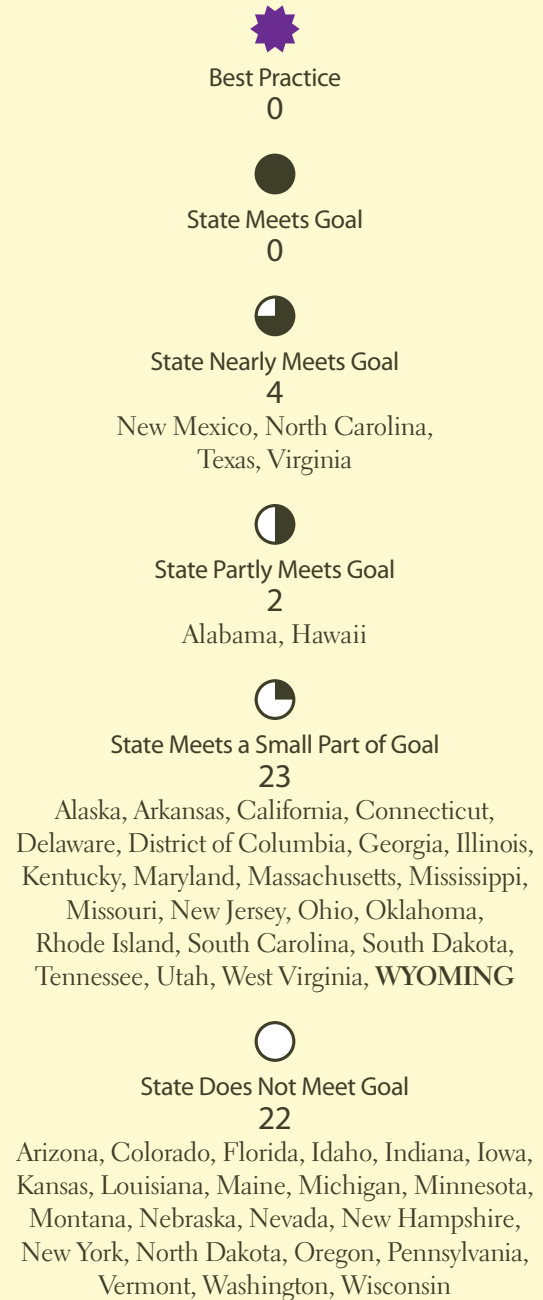 Best Practice
0
State Meets Goal
0
State Nearly Meets Goal
4
New Mexico, North Carolina,
Texas, Virginia
State Partly Meets Goal
2
Alabama, Hawaii
State Meets a Small Part of Goal
23
Alaska, Arkansas, California, Connecticut,
Delaware, District of Columbia, Georgia, Illinois,
Kentucky, Maryland, Massachusetts, Mississippi,
Missouri, New Jersey, Ohio, Oklahoma,
Rhode Island, South Carolina, South Dakota,
Tennessee, Utah, West Virginia, WYOMING
State Does Not Meet Goal
22
Arizona, Colorado, Florida, Idaho, Indiana, Iowa,
Kansas, Louisiana, Maine, Michigan, Minnesota,
Montana, Nebraska, Nevada, New Hampshire,
New York, North Dakota, Oregon, Pennsylvania,
Vermont, Washington, Wisconsin